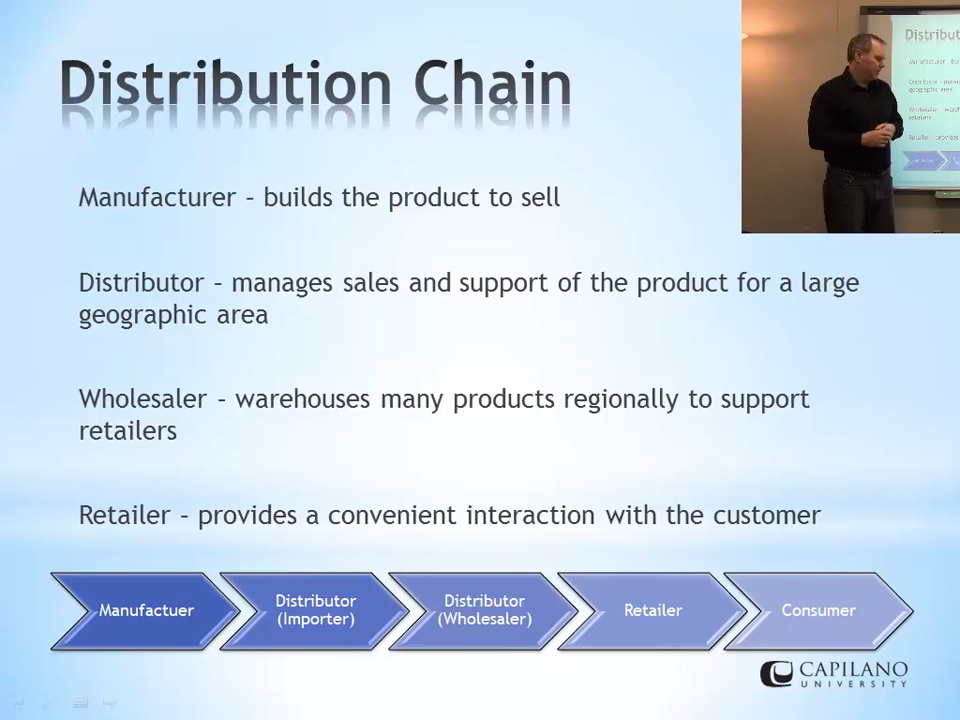 Distribution Chain
Manufacturer – builds the product to sell
Distributor – manages sales and support of the product for a large
geographic area
Wholesaler – warehouses many products regionally to support
retailers
Retailer – provides a convenient interaction with the customer
Manufactuer
Distributor
(Importer)
Distributor
(Wholesaler)
Retailer
Consumer
CAPILANO
UNIVERSITY